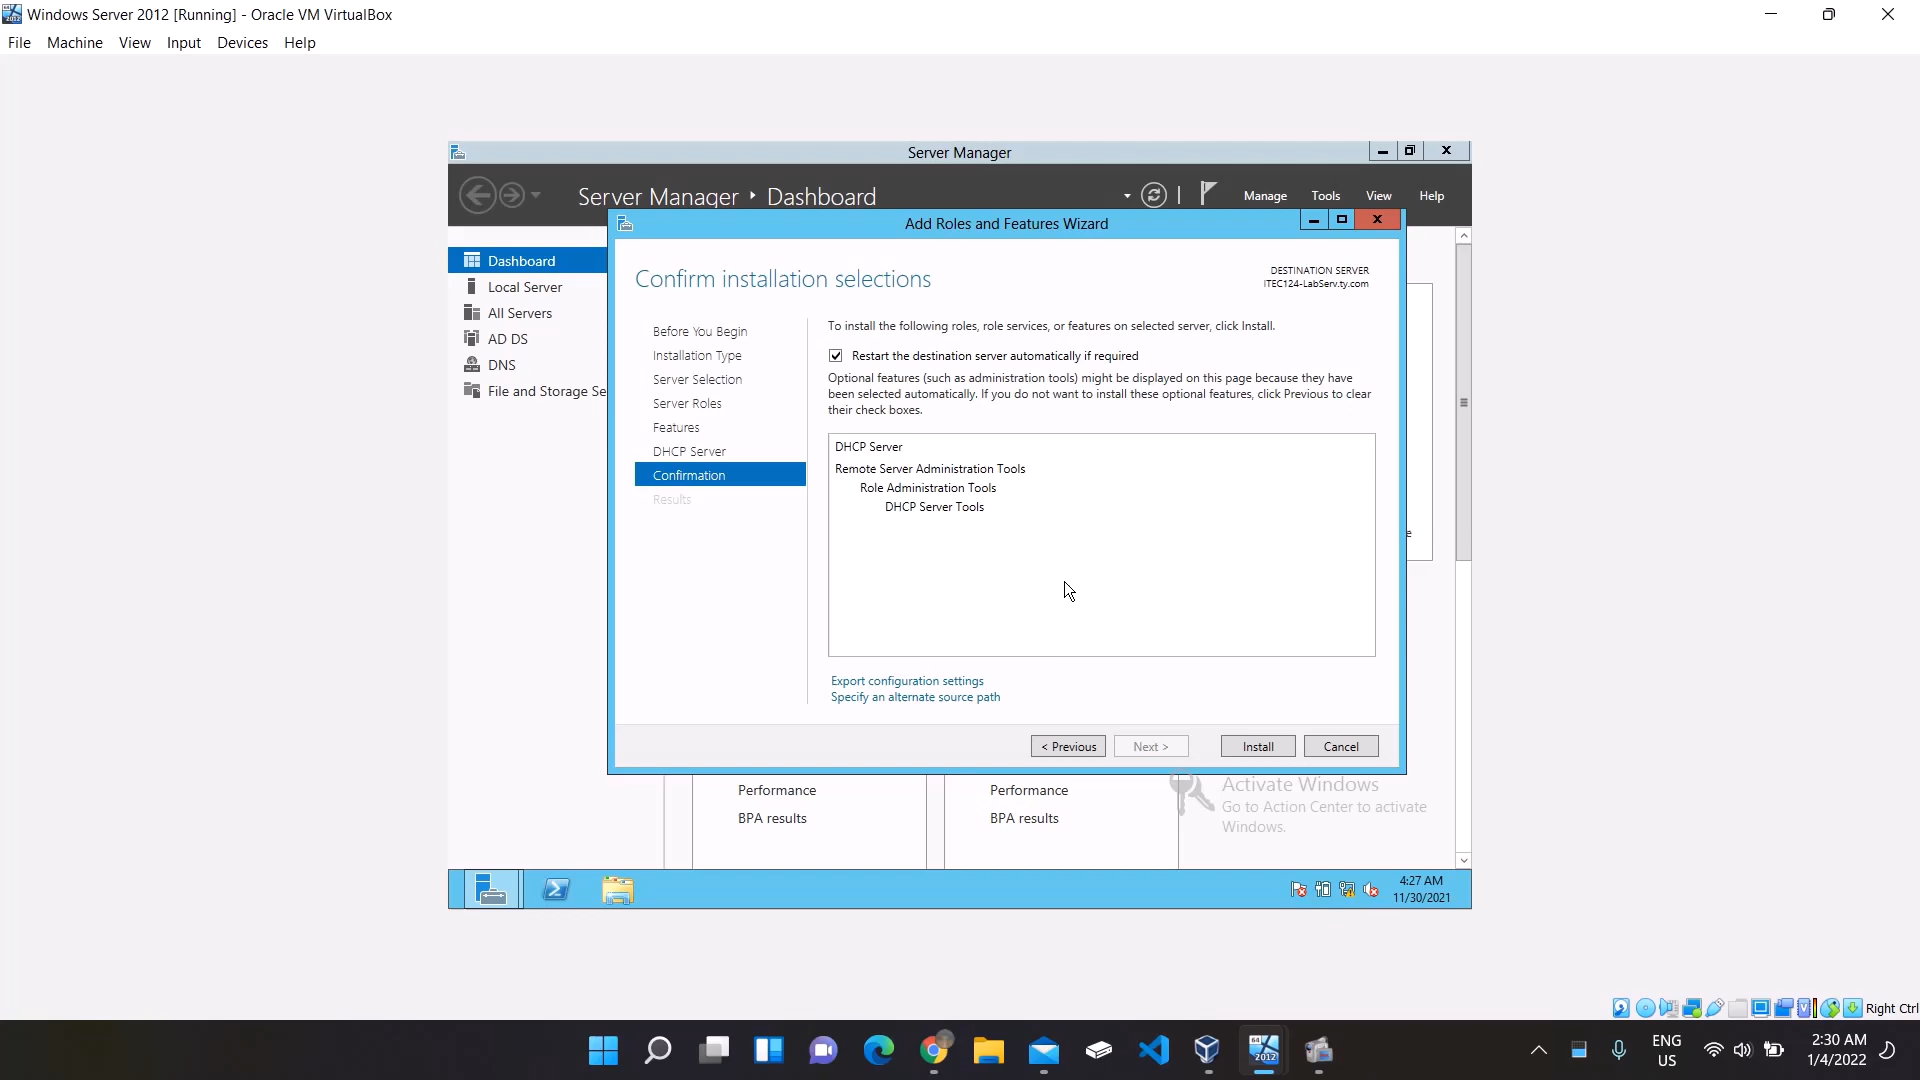 Windows Server 2012 [Running] - Oracle VM VirtualBox
File Machine View Input Devices Help
Server Manager
Server Manager Dashboard
Manage Tools View Help
Add Roles and Features Wizard
Dashboard
Local Server
All Servers
AD DS
DNS
File and Storage Se
Confirm installation selections
DESTINATION SERVER
ITEC124-LabServ.ty.com
Before You Begin
Installation Type
Server Selection
Server Roles
Features
DHCP Server
Confirmation
Results
To install the following roles, role services, or features on selected server, click Install.
Restart the destination server automatically if required
Optional features (such as administration tools) might be displayed on this page because they have
been selected automatically. If you do not want to install these optional features, click Previous to clear
their check boxes.
DHCP Server
Remote Server Administration Tools
Role Administration Tools
DHCP Server Tools
e
Export configuration settings
Specify an alternate source path
< Previous Next > Install Cancel
Performance
BPA results
Performance
BPA results
Activate Windows
Go to Action Center to activate
Windows.
4:27 AM
11/30/2021
Right Ctrl
64
2012
ENG
US
2:30 AM
1/4/2022